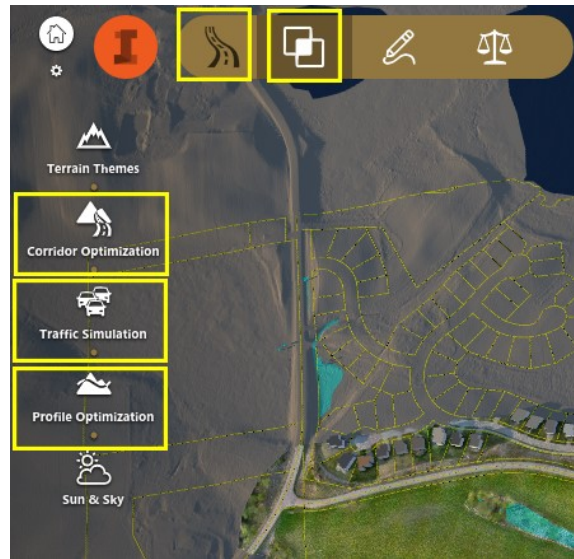 Terrain Themes
Corridor Optimization
Traffic Simulation
Profile Optimization
Sun & Sky